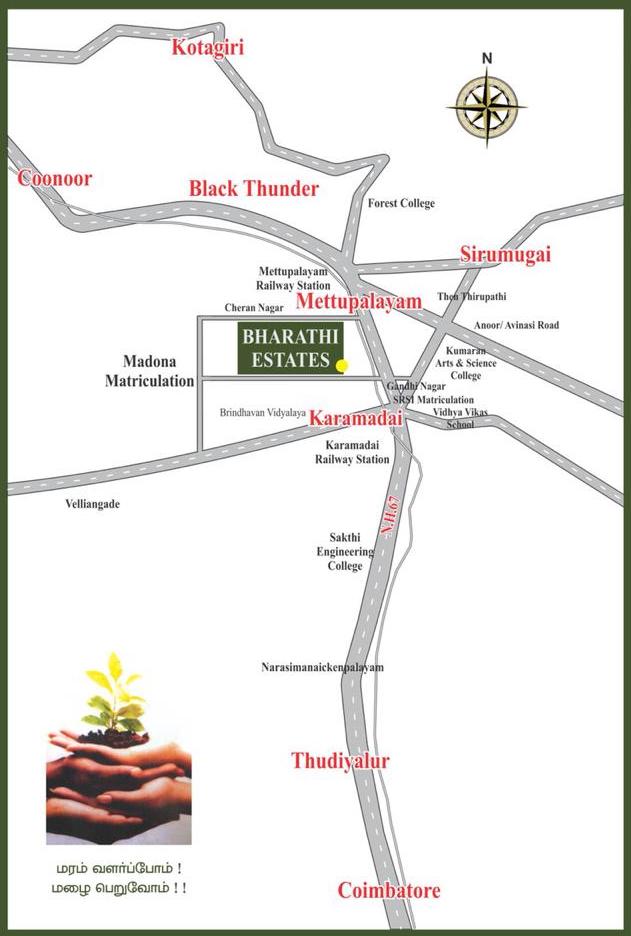 Kotagiri
N
Coonoor
Black Thunder
Forest College
Sirumugai
Mettupalayam
Railway Station
Mettupalayam
Then Thirupathi
Cheran Nagar
Anoor/ Avinasi Road
BHARATHI
ESTATES
Madona
Matriculation
Kumaran
Arts & Science
College
Gandhi Nagar
SRSI Matriculation
Brindhavan Vidyalaya
Karamadai
Vidhya Vikas
School
Karamadai
Railway Station
Velliangade
N.H.67
Sakthi
Engineering
College
Narasimanaickenpalayam
Thudiyalur
மரம் வளர்ப்போம் !
மழை பெறுவோம் ! !
Coimbatore